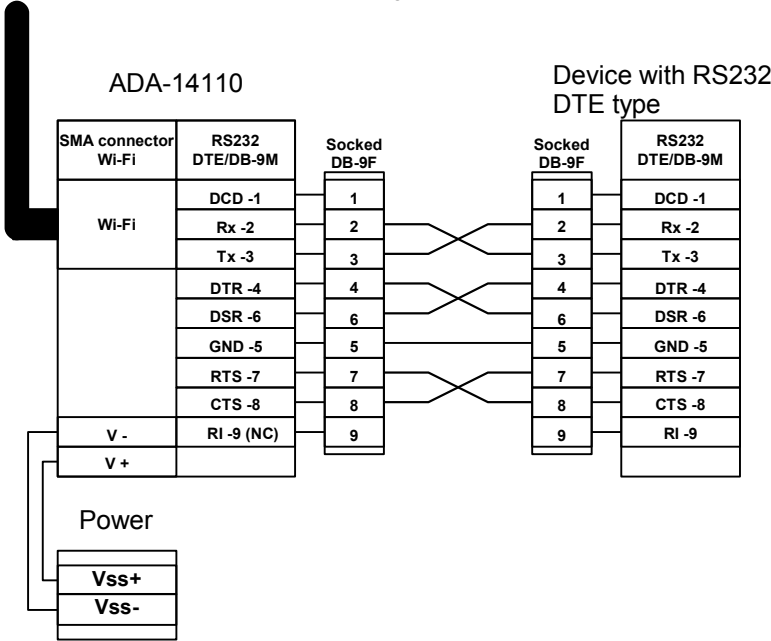 ADA-14110
Device with RS232
DTE type
SMA connector
Wi-Fi
RS232
DTE/DB-9M
Socked
DB-9F
Socked
DB-9F
RS232
DTE/DB-9M
Wi-Fi
DCD -1 1 1 DCD -1
Rx -2 2 2 Rx -2
Tx -3 3 3 Tx -3
DTR -4 4 4 DTR -4
DSR -6 6 6 DSR -6
GND -5 5 5 GND -5
RTS -7 7 7 RTS -7
CTS -8 8 8 CTS -8
V - RI -9 (NC) 9 9 RI -9
V +
Power
Vss+
Vss-